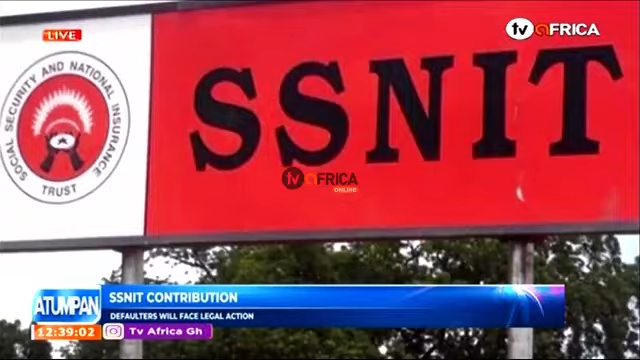 LIVE
tv aFRICA
SOCIAL SECURITY AND NATIONAL INSURANCE
TRUST
SSNIT
tv aFRICA
ONLINE
ATUMPAN
SSNIT CONTRIBUTION
DEFAULTERS WILL FACE LEGAL ACTION
12:39:02
Tv Africa Gh